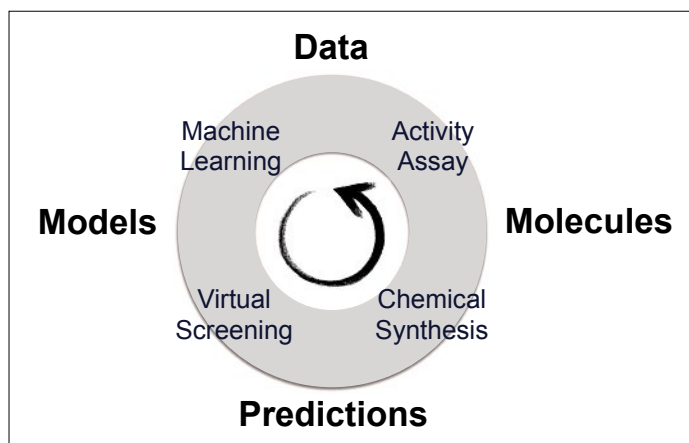 Data
Machine
Learning
Activity
Assay
Models
Molecules
Virtual
Screening
Chemical
Synthesis
Predictions